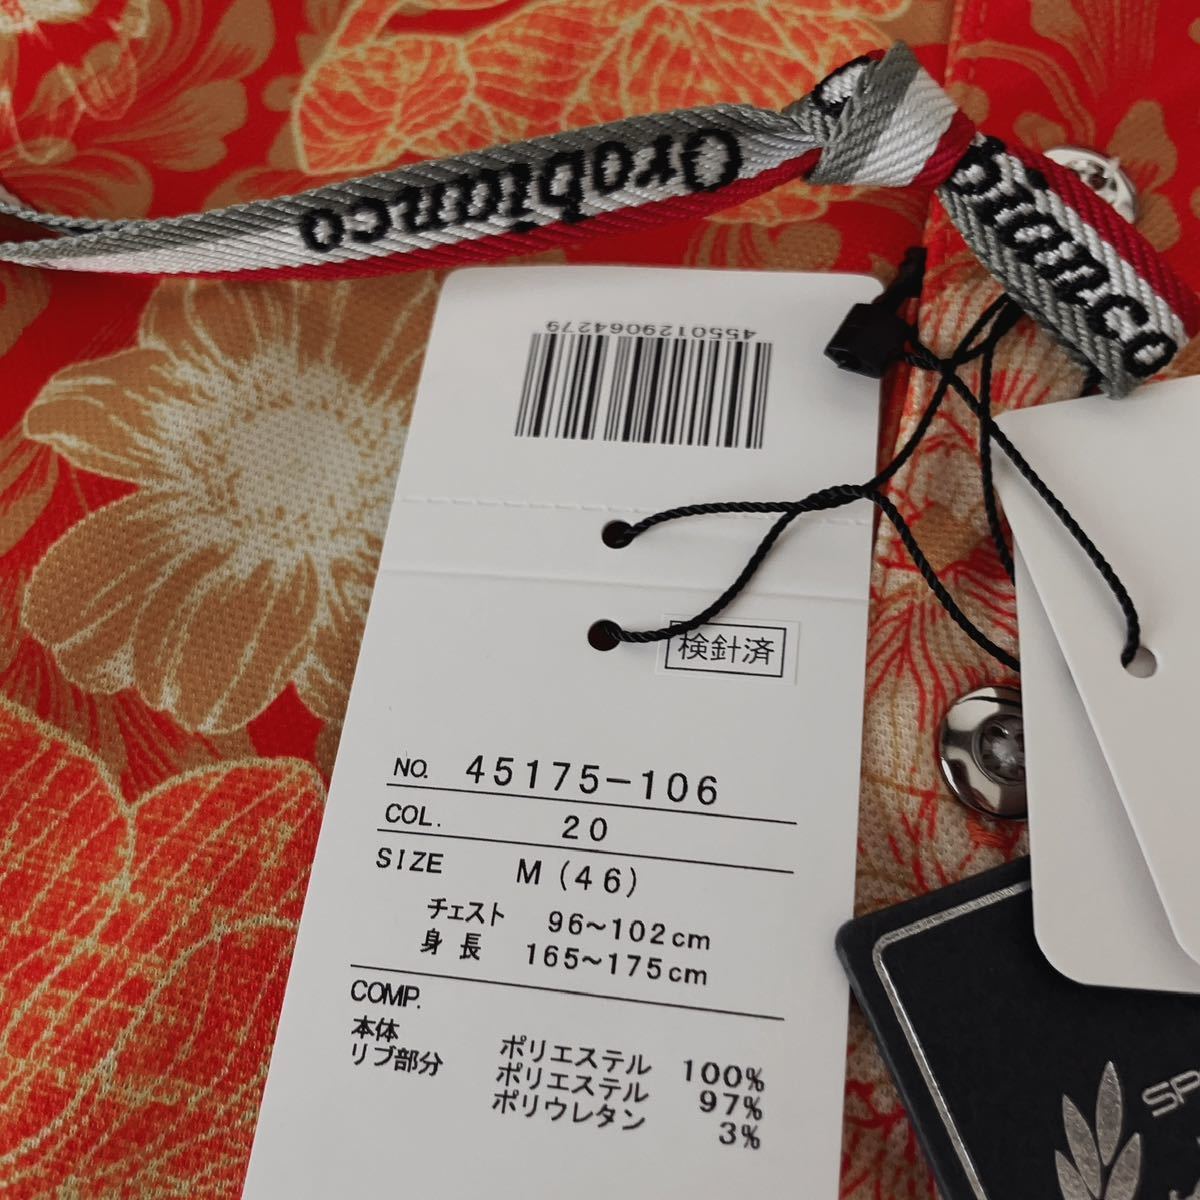 Orobianco
bianco
4550129064279
検針済
NO. 45175-106
COL. 20
SIZE M (46)
チェスト 96~102cm
身長 165~175cm
COMP.
本体 ポリエステル 100%
リブ部分 ポリエステル 97%
ポリウレタン 3%
SP